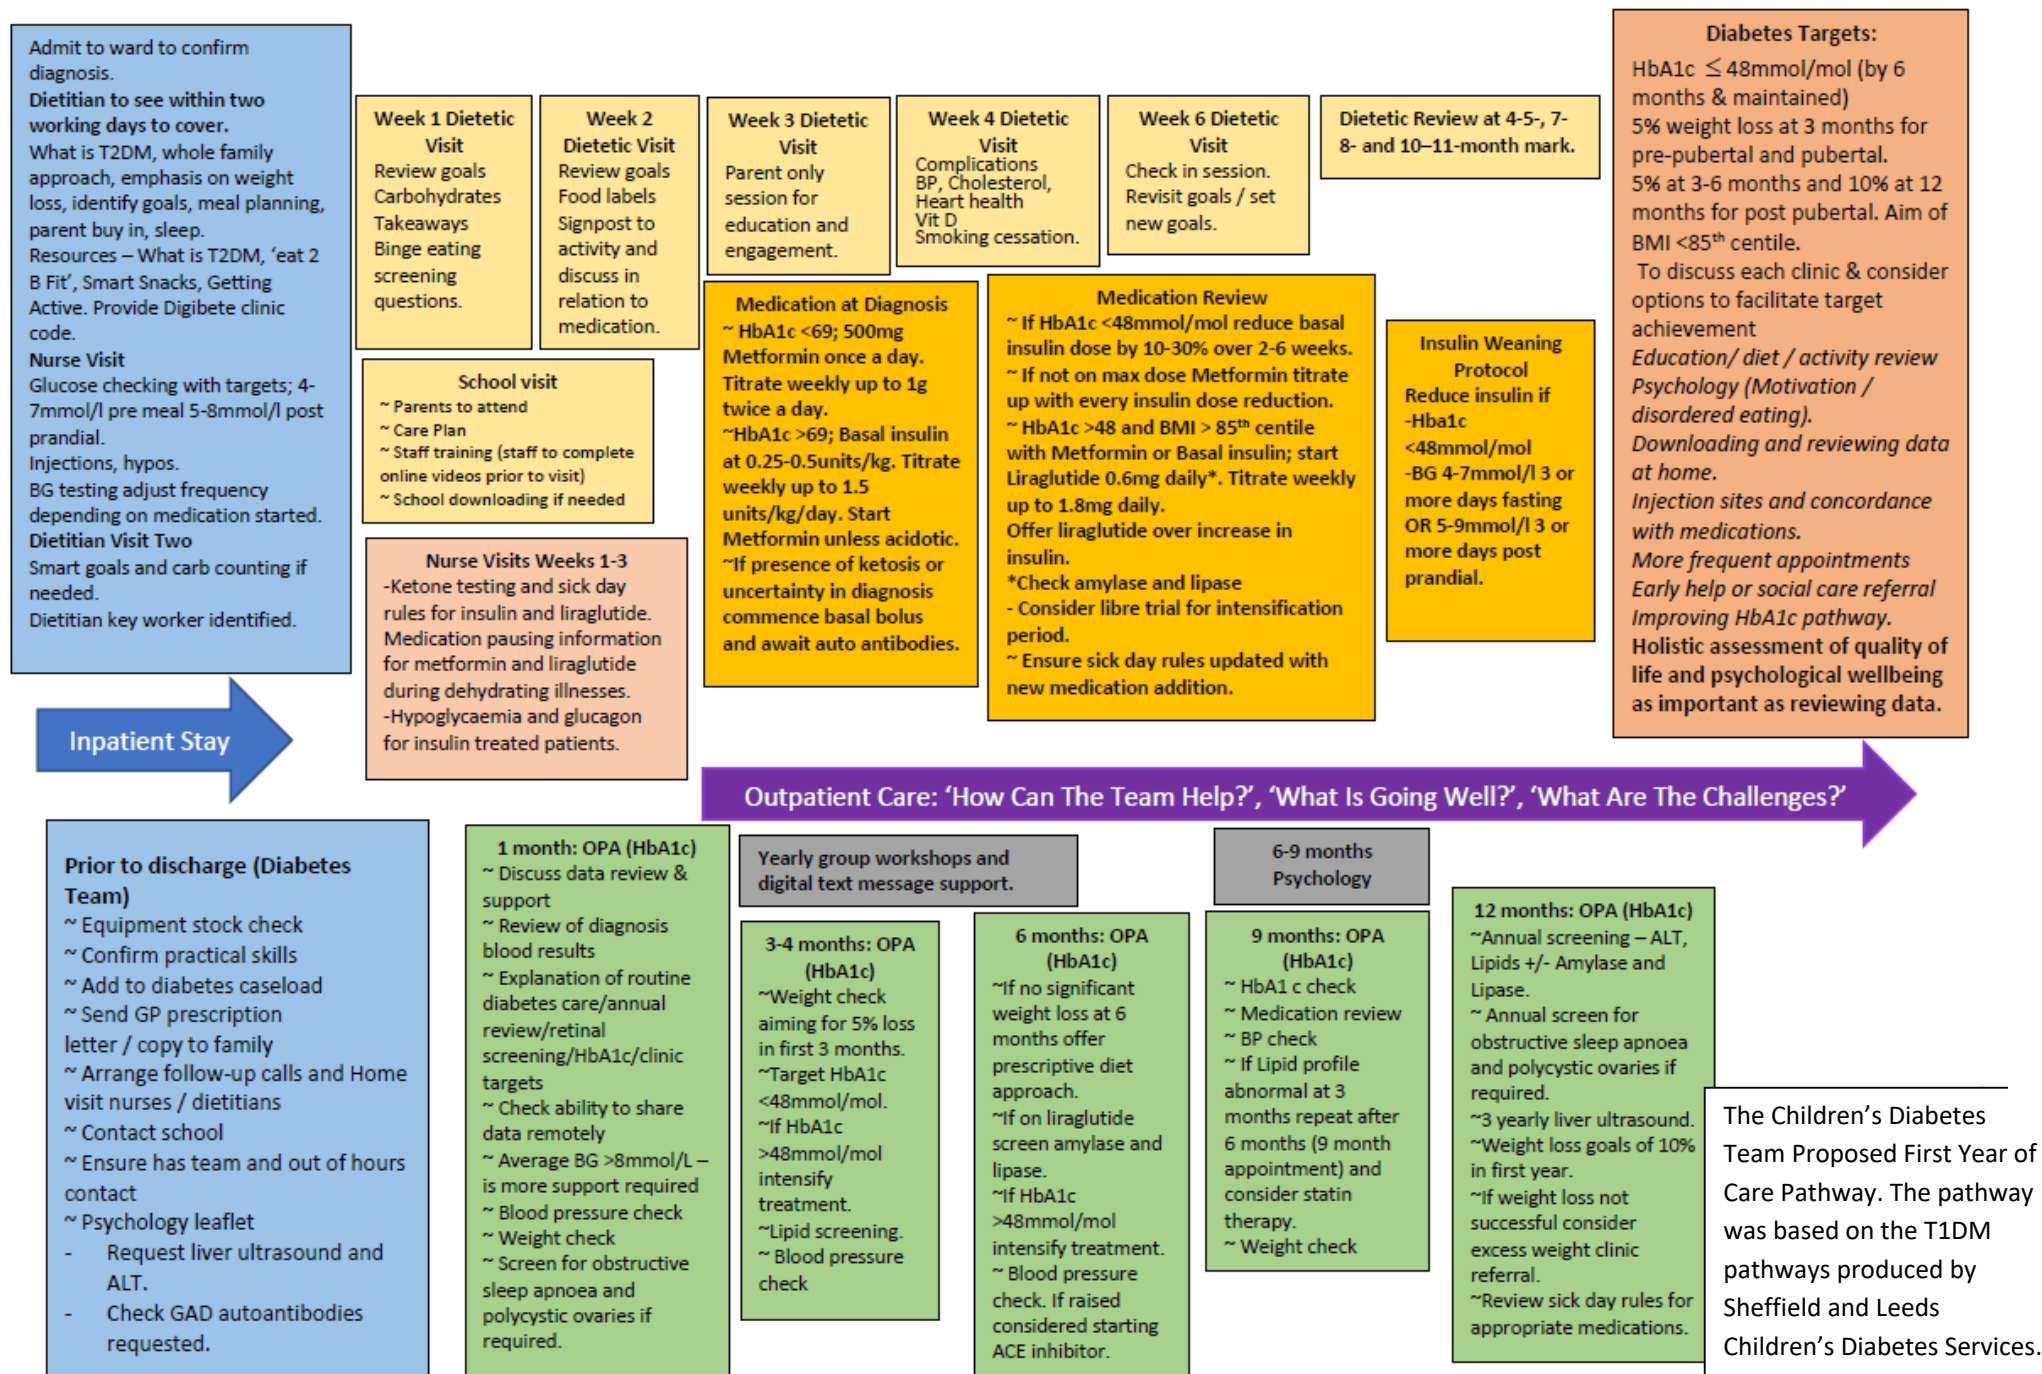 Admit to ward to confirm
diagnosis.
Dietitian to see within two
working days to cover.
What is T2DM, whole family
approach, emphasis on weight
loss, identify goals, meal planning,
parent buy in, sleep.
Resources – What is T2DM, ‘eat 2
B Fit’, Smart Snacks, Getting
Active. Provide Digibete clinic
code.
Nurse Visit
Glucose checking with targets; 4-
7mmol/l pre meal 5-8mmol/l post
prandial.
Injections, hypos.
BG testing adjust frequency
depending on medication started.
Dietitian Visit Two
Smart goals and carb counting if
needed.
Dietitian key worker identified.
Week 1 Dietetic
Visit
Review goals
Carbohydrates
Takeaways
Binge eating
screening
questions.
Week 2
Dietetic Visit
Review goals
Food labels
Signpost to
activity and
discuss in
relation to
medication.
Week 3 Dietetic
Visit
Parent only
session for
education and
engagement.
Week 4 Dietetic
Visit
Complications
BP, Cholesterol,
Heart health
Vit D
Smoking cessation.
Week 6 Dietetic
Visit
Check in session.
Revisit goals / set
new goals.
Dietetic Review at 4-5-, 7-
8- and 10–11-month mark.
Diabetes Targets:
HbA1c ≤ 48mmol/mol (by 6
months & maintained)
5% weight loss at 3 months for
pre-pubertal and pubertal.
5% at 3-6 months and 10% at 12
months for post pubertal. Aim of
BMI <85th centile.
To discuss each clinic & consider
options to facilitate target
achievement
Education/ diet / activity review
Psychology (Motivation /
disordered eating).
Downloading and reviewing data
at home.
Injection sites and concordance
with medications.
More frequent appointments
Early help or social care referral
Improving HbA1c pathway.
Holistic assessment of quality of
life and psychological wellbeing
as important as reviewing data.
School visit
~ Parents to attend
~ Care Plan
~ Staff training (staff to complete
online videos prior to visit)
~ School downloading if needed
Nurse Visits Weeks 1-3
-Ketone testing and sick day
rules for insulin and liraglutide.
Medication pausing information
for metformin and liraglutide
during dehydrating illnesses.
-Hypoglycaemia and glucagon
for insulin treated patients.
Medication at Diagnosis
~ HbA1c <69; 500mg
Metformin once a day.
Titrate weekly up to 1g
twice a day.
~HbA1c >69; Basal insulin
at 0.25-0.5units/kg. Titrate
weekly up to 1.5
units/kg/day. Start
Metformin unless acidotic.
~If presence of ketosis or
uncertainty in diagnosis
commence basal bolus
and await auto antibodies.
Medication Review
~ If HbA1c <48mmol/mol reduce basal
insulin dose by 10-30% over 2-6 weeks.
~ If not on max dose Metformin titrate
up with every insulin dose reduction.
~ HbA1c >48 and BMI > 85th centile
with Metformin or Basal insulin; start
Liraglutide 0.6mg daily*. Titrate weekly
up to 1.8mg daily.
Offer liraglutide over increase in
insulin.
*Check amylase and lipase
- Consider libre trial for intensification
period.
~ Ensure sick day rules updated with
new medication addition.
Insulin Weaning
Protocol
Reduce insulin if
-Hba1c
<48mmol/mol
-BG 4-7mmol/l 3 or
more days fasting
OR 5-9mmol/l 3 or
more days post
prandial.
Inpatient Stay
Outpatient Care: ‘How Can The Team Help?’, ‘What Is Going Well?’, ‘What Are The Challenges?’
Prior to discharge (Diabetes
Team)
~ Equipment stock check
~ Confirm practical skills
~ Add to diabetes caseload
~ Send GP prescription
letter / copy to family
~ Arrange follow-up calls and Home
visit nurses / dietitians
~ Contact school
~ Ensure has team and out of hours
contact
~ Psychology leaflet
- Request liver ultrasound and
ALT.
- Check GAD autoantibodies
requested.
1 month: OPA (HbA1c)
~ Discuss data review &
support
~ Review of diagnosis
blood results
~ Explanation of routine
diabetes care/annual
review/retinal
screening/HbA1c/clinic
targets
~ Check ability to share
data remotely
~ Average BG >8mmol/L –
is more support required
~ Blood pressure check
~ Weight check
~ Screen for obstructive
sleep apnoea and
polycystic ovaries if
required.
Yearly group workshops and
digital text message support.
3-4 months: OPA
(HbA1c)
~Weight check
aiming for 5% loss
in first 3 months.
~Target HbA1c
<48mmol/mol.
~If HbA1c
>48mmol/mol
intensify
treatment.
~Lipid screening.
~ Blood pressure
check
6 months: OPA
(HbA1c)
~If no significant
weight loss at 6
months offer
prescriptive diet
approach.
~If on liraglutide
screen amylase and
lipase.
~If HbA1c
>48mmol/mol
intensify treatment.
~ Blood pressure
check. If raised
considered starting
ACE inhibitor.
6-9 months
Psychology
9 months: OPA
(HbA1c)
~ HbA1 c check
~ Medication review
~ BP check
~ If Lipid profile
abnormal at 3
months repeat after
6 months (9 month
appointment) and
consider statin
therapy.
~ Weight check
12 months: OPA (HbA1c)
~Annual screening – ALT,
Lipids +/- Amylase and
Lipase.
~ Annual screen for
obstructive sleep apnoea
and polycystic ovaries if
required.
~3 yearly liver ultrasound.
~Weight loss goals of 10%
in first year.
~If weight loss not
successful consider
excess weight clinic
referral.
~Review sick day rules for
appropriate medications.
The Children’s Diabetes
Team Proposed First Year of
Care Pathway. The pathway
was based on the T1DM
pathways produced by
Sheffield and Leeds
Children’s Diabetes Services.